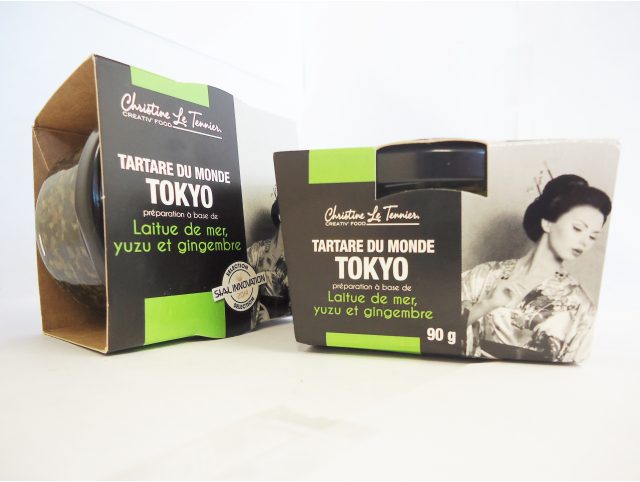 Christine Le Tennier
CREATIV' FOOD
TARTARE DU MONDE
TOKYO
préparation à base de
Laitue de mer,
yuzu et gingembre
SÉLECTION
SIAL INNOVATION
SELECTION
Christine Le Tennier
CREATIV' FOOD
TARTARE DU MONDE
TOKYO
préparation à base de
Laitue de mer,
yuzu et gingembre
90 g